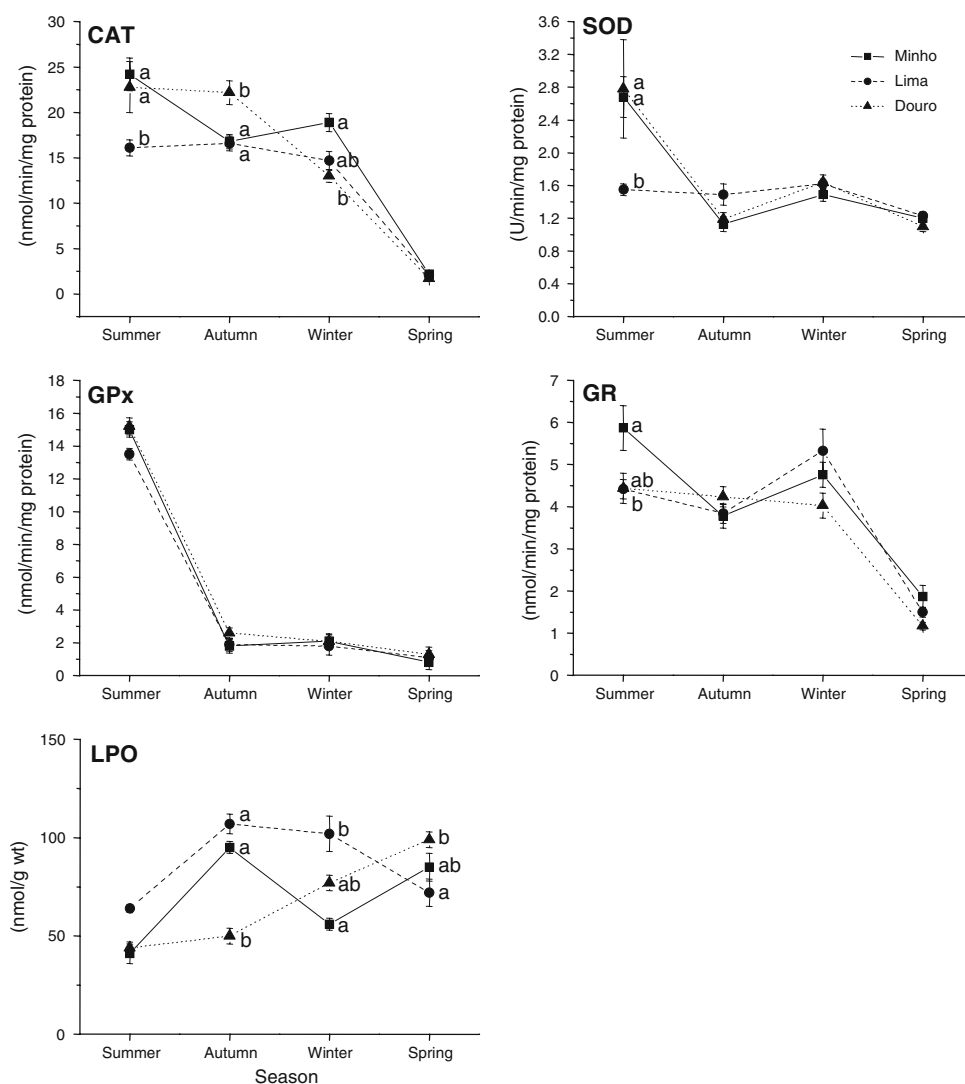 CAT
(nmol/min/mg protein)
30
25
20
15
10
5
0
a
a
b
b
a
a
a
ab
b
Summer Autumn Winter Spring
SOD
(U/min/mg protein)
3.6
3.2
2.8
2.4
2.0
1.6
1.2
0.8
0.4
0.0
a
a
b
Minho
Lima
Douro
Summer Autumn Winter Spring
GPx
(nmol/min/mg protein)
18
16
14
12
10
8
6
4
2
0
Summer Autumn Winter Spring
GR
(nmol/min/mg protein)
7
6
5
4
3
2
1
0
a
ab
b
Summer Autumn Winter Spring
LPO
(nmol/g wt)
150
100
50
0
a
a
b
b
ab
a
b
ab
a
Summer Autumn Winter Spring
Season